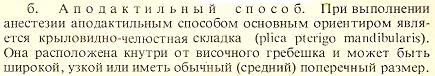 б. Аподактильный способ. При выполнении
анестезии аподактильным способом основным ориентиром явля-
ется крыловидно-челюстная складка (plica pterigo mandibularis).
Она расположена кнутри от височного гребешка и может быть
широкой, узкой или иметь обычный (средний) поперечный размер.